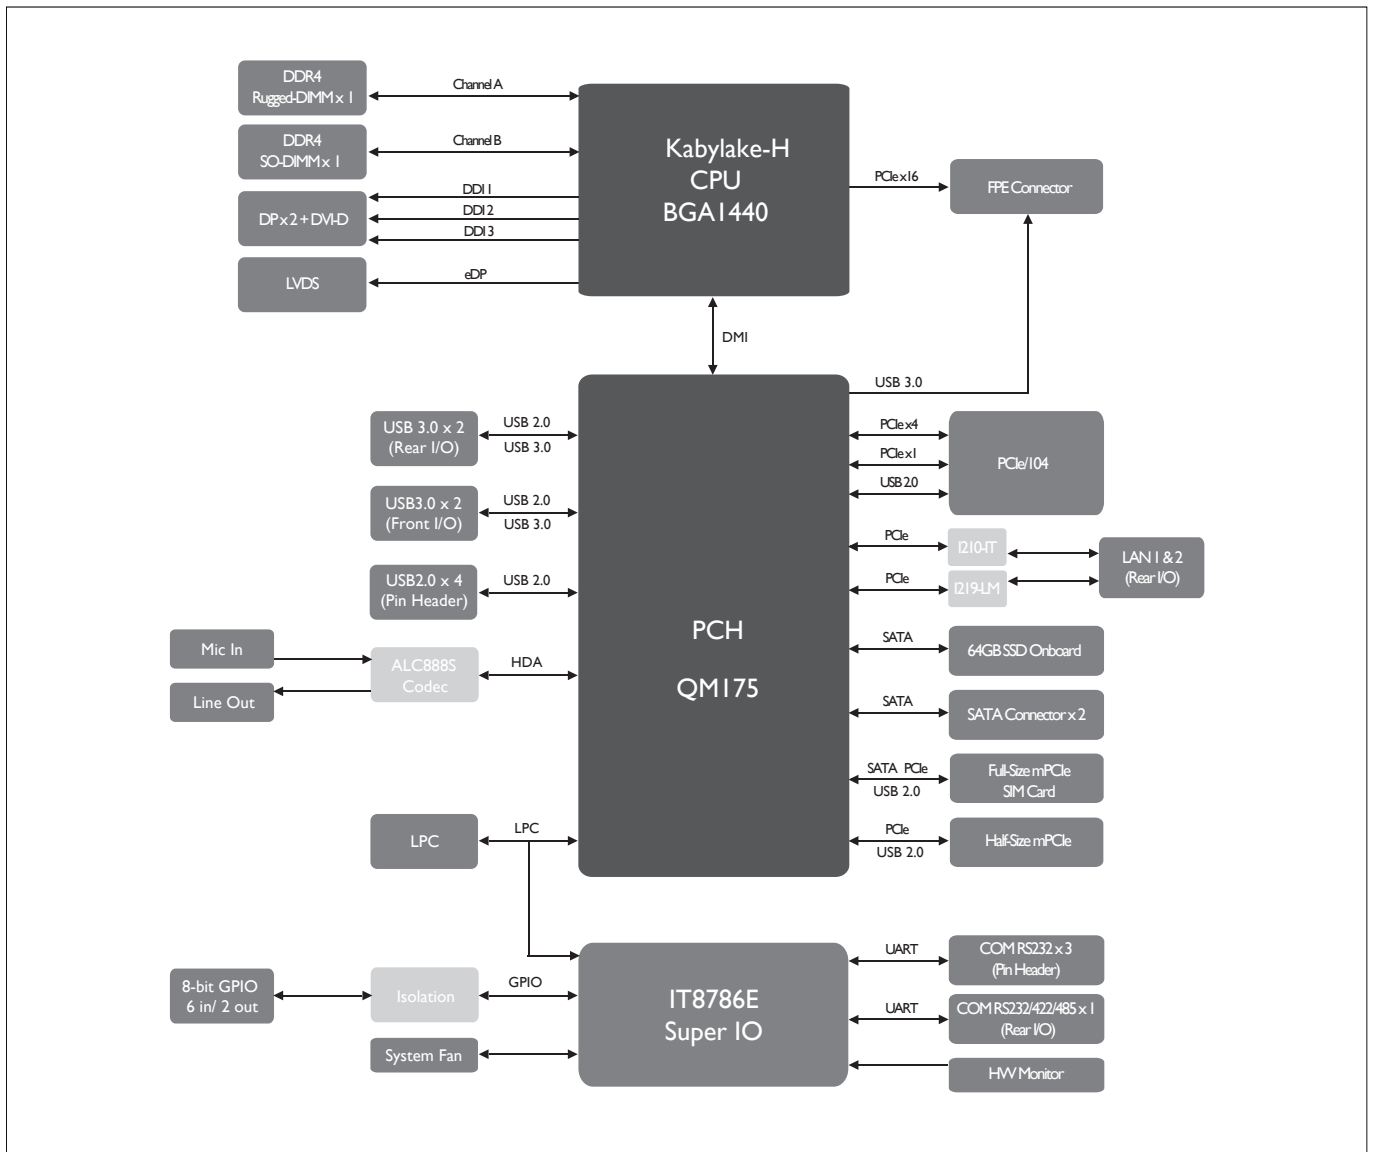 DDR4
Rugged-DIMM x 1
Channel A
DDR4
SO-DIMM x 1
Channel B
DP x 2 + DVI-D
DDI 1
DDI 2
DDI 3
LVDS
eDP
Kabylake-H
CPU
BGA1440
PCIe x16
FPE Connector
DMI
USB 3.0
USB 3.0 x 2
(Rear I/O)
USB 2.0
USB 3.0
USB3.0 x 2
(Front I/O)
USB 2.0
USB 3.0
USB2.0 x 4
(Pin Header)
USB 2.0
Mic In
Line Out
ALC888S
Codec
HDA
LPC
LPC
PCH
QM175
PCIe x4
PCIe x1
USB 2.0
PCIe/104
PCIe
I210-IT
PCIe
I219-LM
LAN 1 & 2
(Rear I/O)
SATA
64GB SSD Onboard
SATA
SATA Connector x 2
SATA PCIe
USB 2.0
Full-Size mPCIe
SIM Card
PCIe
USB 2.0
Half-Size mPCIe
8-bit GPIO
6 in/ 2 out
Isolation
GPIO
System Fan
IT8786E
Super IO
UART
COM RS232 x 3
(Pin Header)
UART
COM RS232/422/485 x 1
(Rear I/O)
HW Monitor